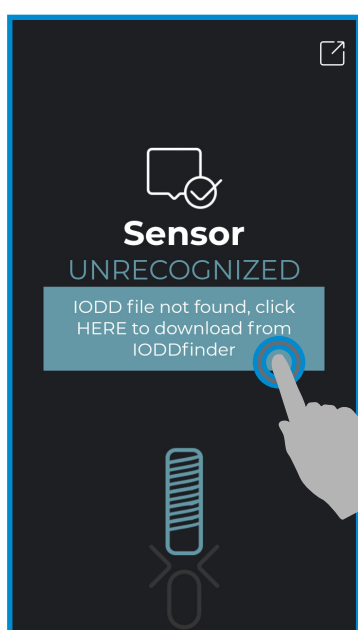 Sensor
UNRECOGNIZED
IODD file not found, click
HERE to download from
IODDfinder